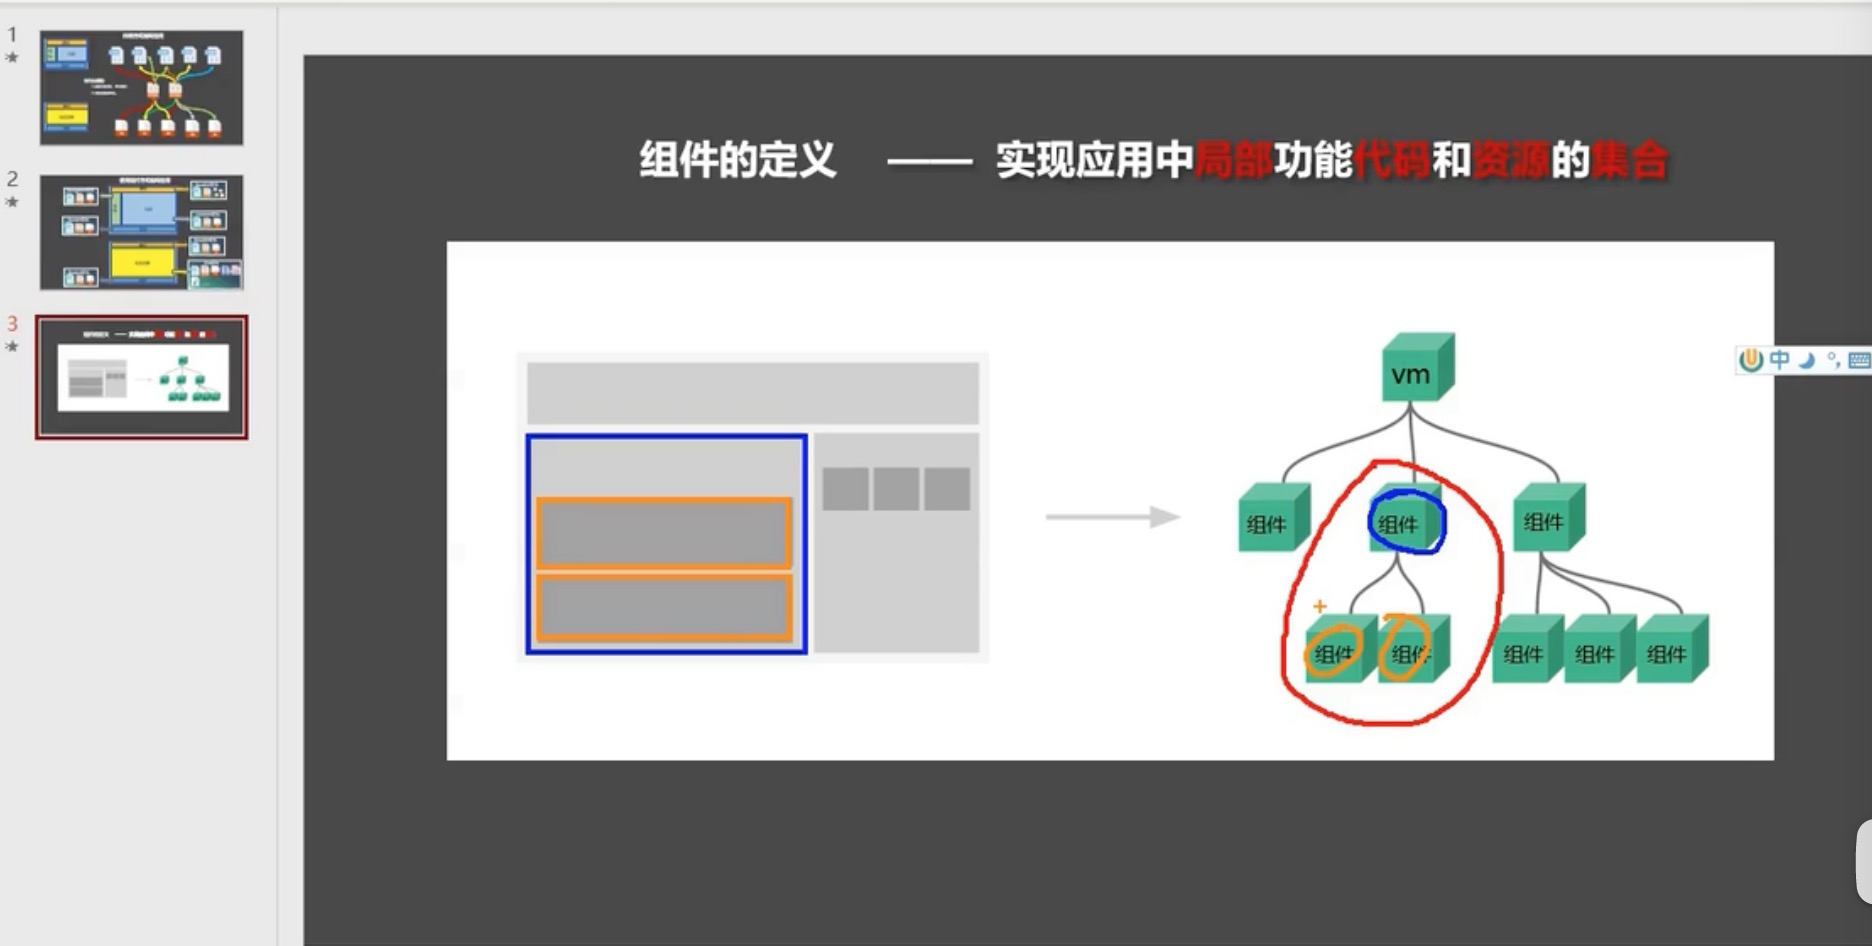 1
2
3
组件的定义 —— 实现应用中局部功能代码和资源的集合
vm
组件 组件 组件
组件 组件 组件 组件 组件
中